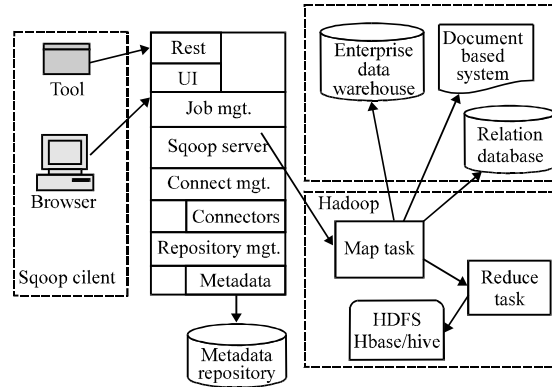 Tool
Browser
Sqoop cilent
Rest
UI
Job mgt.
Sqoop server
Connect mgt.
Connectors
Repository mgt.
Metadata
Metadata
repository
Enterprise
data
warehouse
Document
based
system
Relation
database
Hadoop
Map task
Reduce
task
HDFS
Hbase/hive